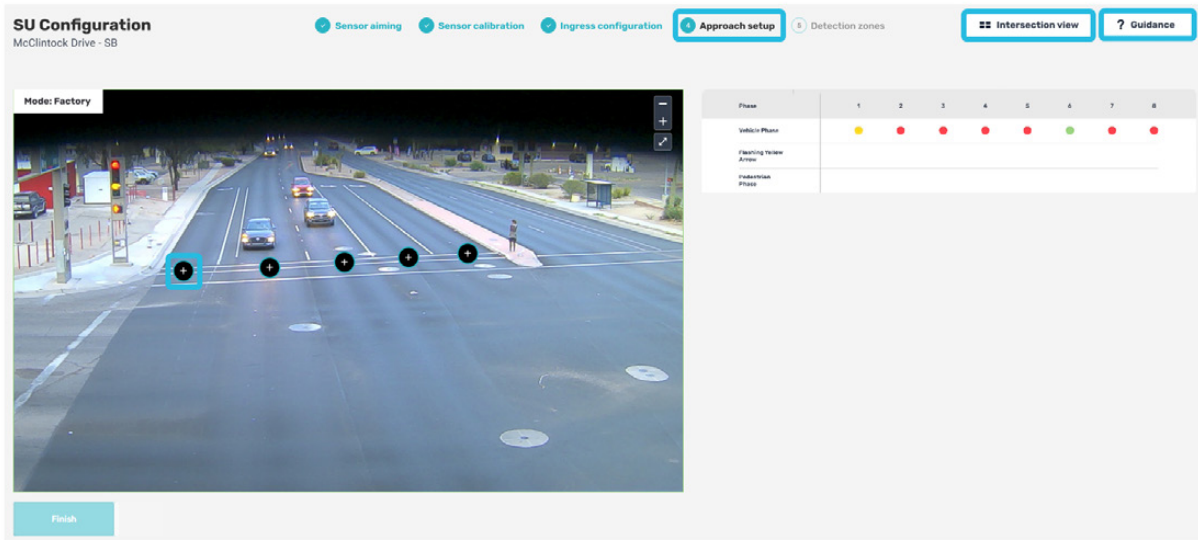 SU Configuration
McClintock Drive - SB
Sensor aiming
Sensor calibration
Ingress configuration
4 Approach setup
5 Detection zones
Intersection view
? Guidance
Mode: Factory
−
+
Phase 1 2 3 4 5 6 7 8
Vehicle Phase
Flashing Yellow
Arrow
Pedestrian
Phase
+ + + + +
Finish